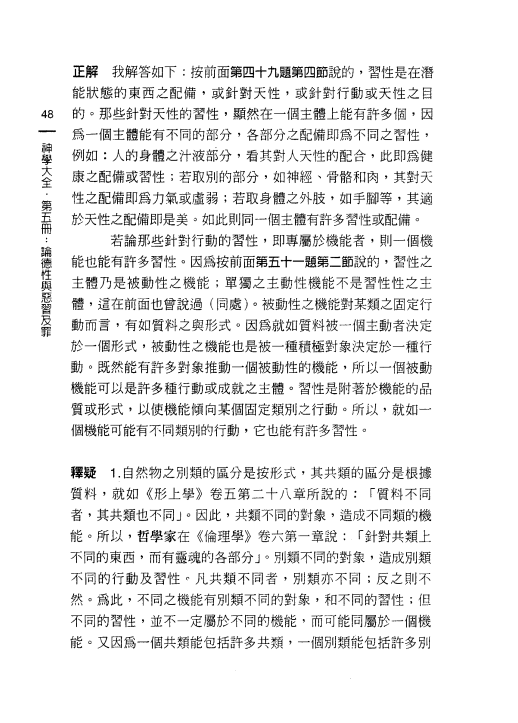 48
神學大全．第五冊：論德性與惡習及罪
正解　我解答如下：按前面第四十九題第四節說的，習性是在潛
能狀態的東西之配備，或針對天性，或針對行動或天性之目
的。那些針對天性的習性，顯然在一個主體上能有許多個，因
爲一個主體能有不同的部分，各部分之配備即爲不同之習性，
例如：人的身體之汁液部分，看其對人天性的配合，此即爲健
康之配備或習性；若取別的部分，如神經、骨骼和肉，其對天
性之配備即爲力氣或虛弱；若取身體之外肢，如手腳等，其適
於天性之配備即是美。如此則同一個主體有許多習性或配備。
若論那些針對行動的習性，即專屬於機能者，則一個機
能也能有許多習性。因爲按前面第五十一題第二節說的，習性之
主體乃是被動性之機能；單獨之主動性機能不是習性性之主
體，這在前面也曾說過（同處）。被動性之機能對某類之固定行
動而言，有如質料之與形式。因爲就如質料被一個主動者決定
於一個形式，被動性之機能也是被一種積極對象決定於一種行
動。既然能有許多對象推動一個被動性的機能，所以一個被動
機能可以是許多種行動或成就之主體。習性是附著於機能的品
質或形式，以使機能傾向某個固定類別之行動。所以，就如一
個機能可能有不同類別的行動，它也能有許多習性。
釋疑　1.自然物之別類的區分是按形式，其共類的區分是根據
質料，就如《形上學》卷五第二十八章所說的：「質料不同
者，其共類也不同」。因此，共類不同的對象，造成不同類的機
能。所以，哲學家在《倫理學》卷六第一章說：「針對共類上
不同的東西，而有靈魂的各部分」。別類不同的對象，造成別類
不同的行動及習性。凡共類不同者，別類亦不同；反之則不
然。爲此，不同之機能有別類不同的對象，和不同的習性；但
不同的習性，並不一定屬於不同的機能，而可能同屬於一個機
能。又因爲一個共類能包括許多共類，一個別類能包括許多別